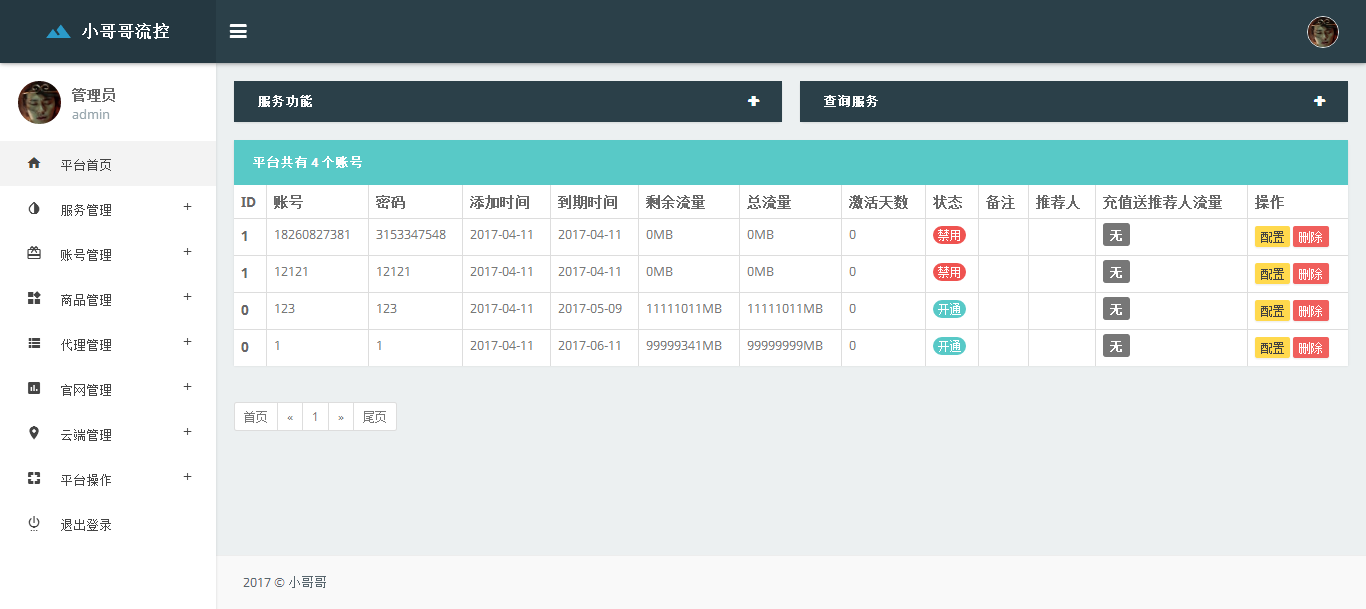 小哥哥流控
管理员
admin
平台首页
服务管理 +
账号管理 +
商品管理 +
代理管理 +
官网管理 +
云端管理 +
平台操作 +
退出登录
服务功能 +
查询服务 +
平台共有 4 个账号
ID 账号 密码 添加时间 到期时间 剩余流量 总流量 激活天数 状态 备注 推荐人 充值送推荐人流量 操作
1 18260827381 3153347548 2017-04-11 2017-04-11 0MB 0MB 0 禁用 无 配置 删除
1 12121 12121 2017-04-11 2017-04-11 0MB 0MB 0 禁用 无 配置 删除
0 123 123 2017-04-11 2017-05-09 11111011MB 11111011MB 0 开通 无 配置 删除
0 1 1 2017-04-11 2017-06-11 99999341MB 99999999MB 0 开通 无 配置 删除
首页 « 1 » 尾页
2017 © 小哥哥